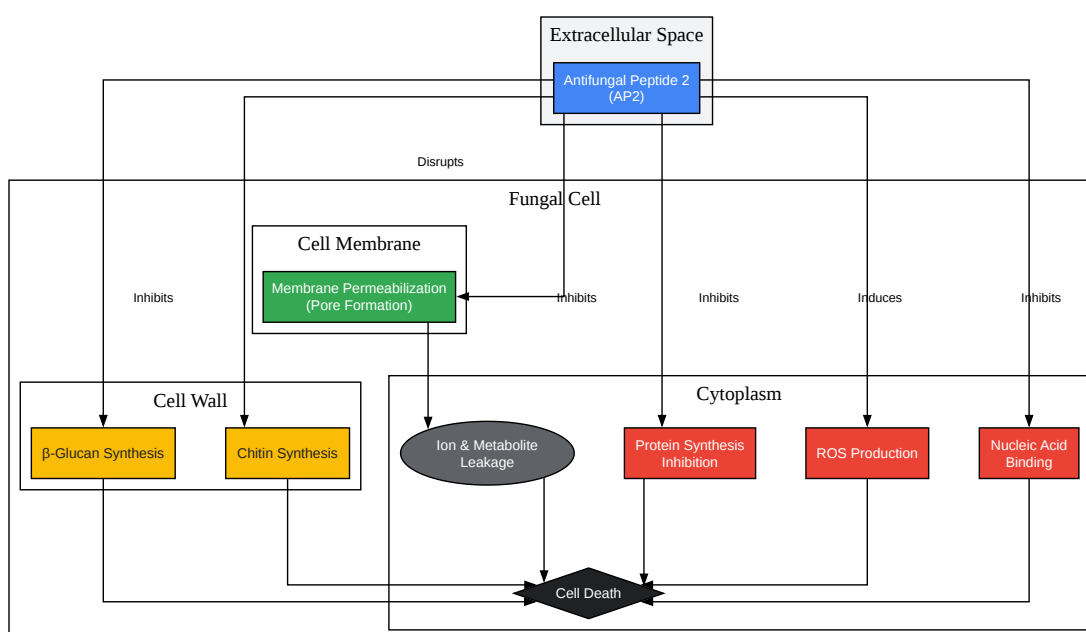 Extracellular Space
Antifungal Peptide 2
(AP2)
Disrupts
Fungal Cell
Cell Membrane
Membrane Permeabilization
(Pore Formation)
Inhibits
Inhibits
Inhibits
Induces
Inhibits
Cell Wall
Cytoplasm
β-Glucan Synthesis
Chitin Synthesis
Ion & Metabolite
Leakage
Protein Synthesis
Inhibition
ROS Production
Nucleic Acid
Binding
Cell Death